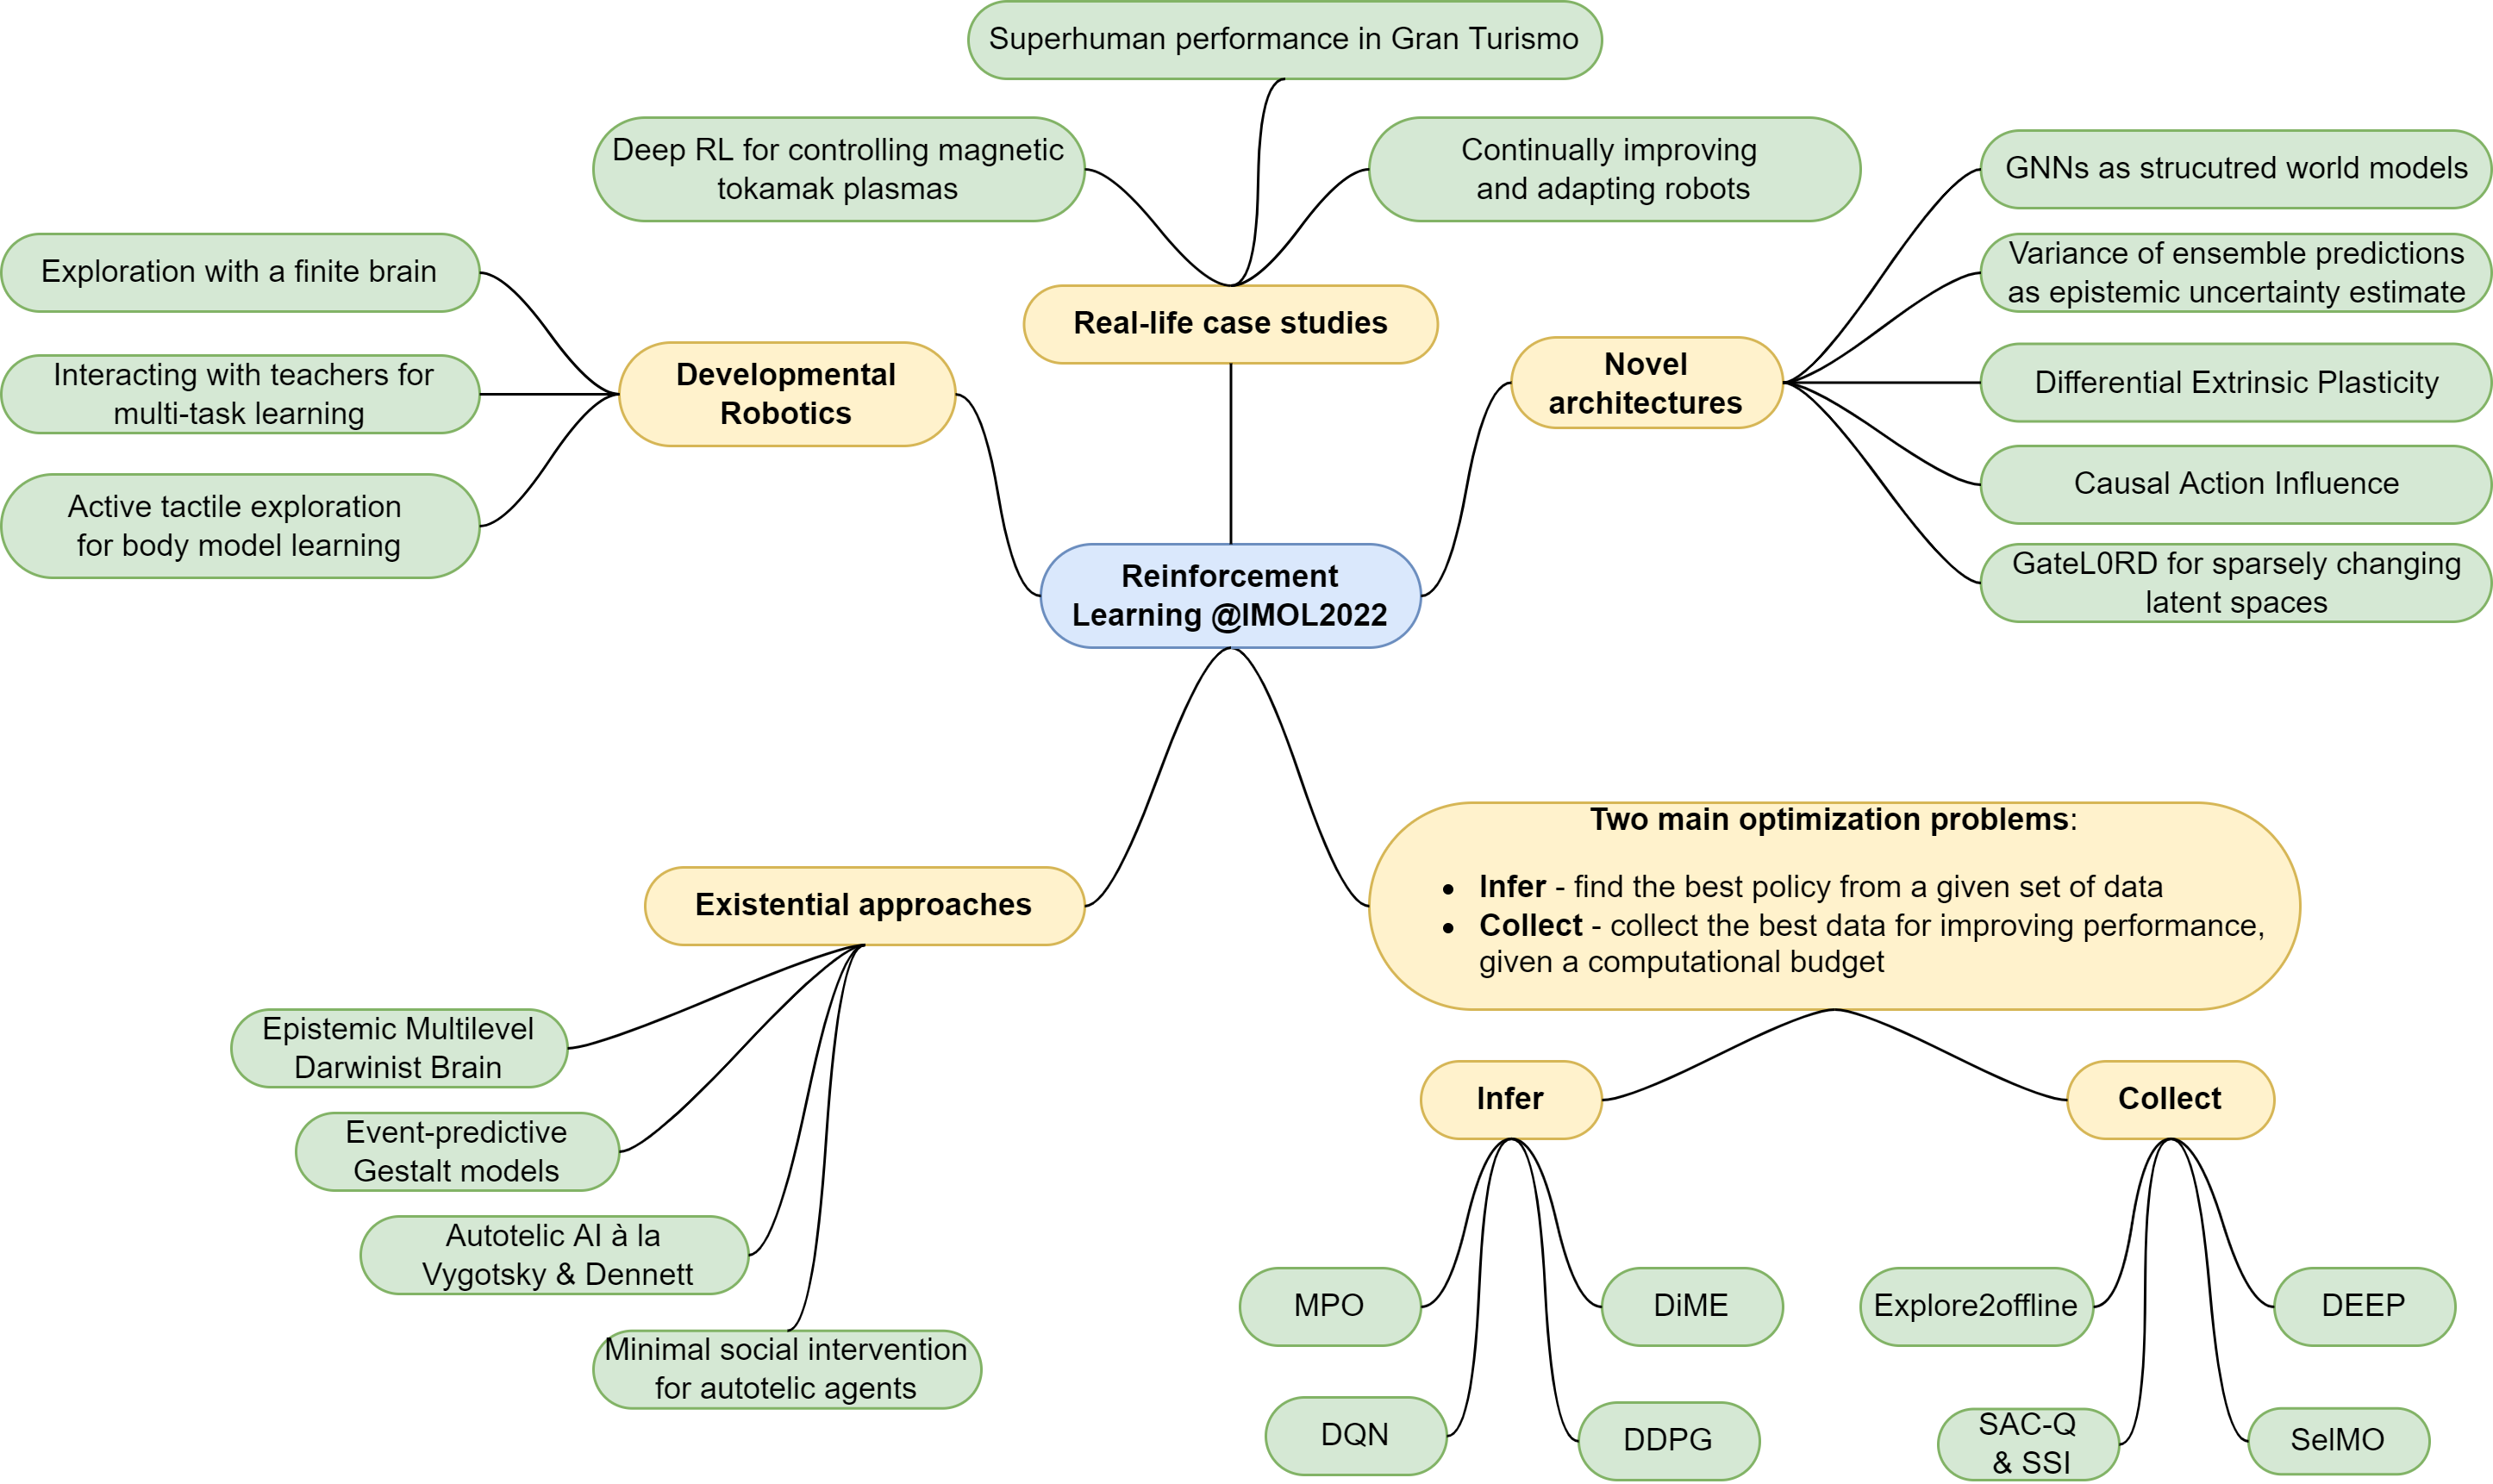 Superhuman performance in Gran Turismo
Deep RL for controlling magnetic
tokamak plasmas
Continually improving
and adapting robots
Real-life case studies
Exploration with a finite brain
Interacting with teachers for
multi-task learning
Active tactile exploration
for body model learning
Developmental
Robotics
Novel
architectures
GNNs as strucutred world models
Variance of ensemble predictions
as epistemic uncertainty estimate
Differential Extrinsic Plasticity
Causal Action Influence
GateL0RD for sparsely changing
latent spaces
Reinforcement
Learning @IMOL2022
Existential approaches
Epistemic Multilevel
Darwinist Brain
Event-predictive
Gestalt models
Autotelic AI à la
Vygotsky & Dennett
Minimal social intervention
for autotelic agents
Two main optimization problems:
• Infer - find the best policy from a given set of data
• Collect - collect the best data for improving performance,
given a computational budget
Infer
MPO
DiME
DQN
DDPG
Collect
Explore2offline
DEEP
SAC-Q
& SSI
SelMO